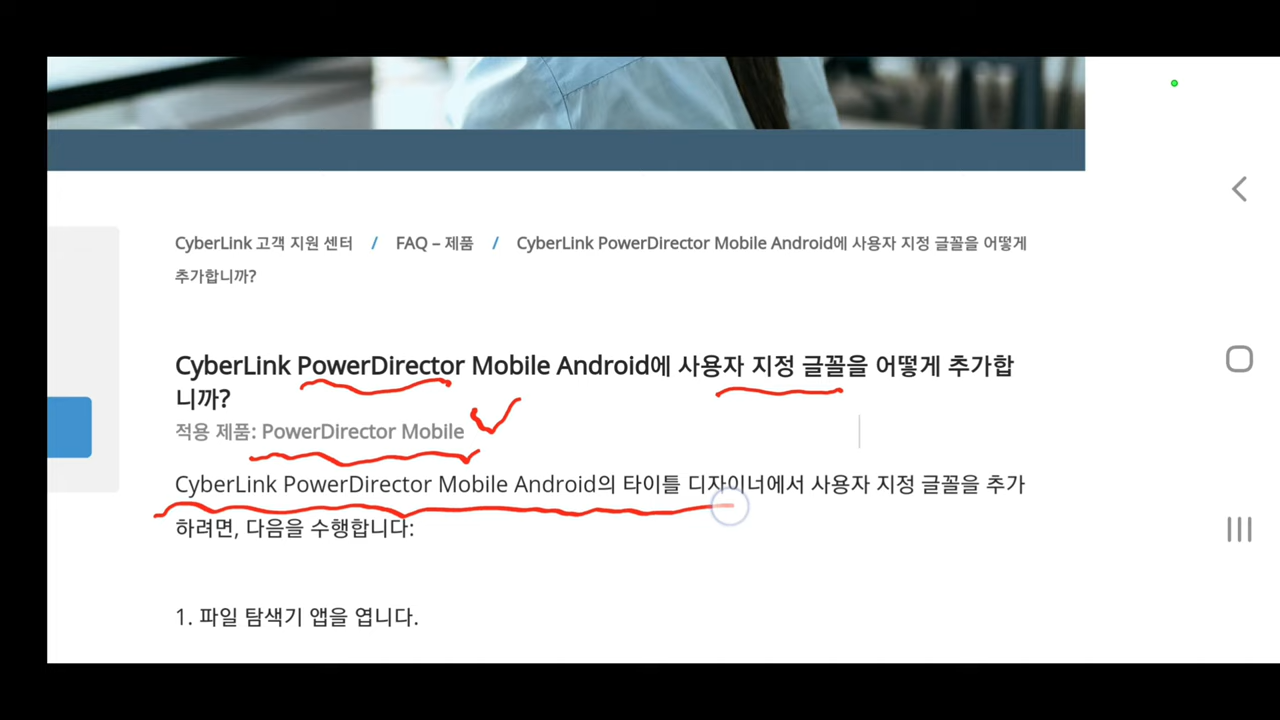 CyberLink 고객 지원 센터 / FAQ – 제품 / CyberLink PowerDirector Mobile Android에 사용자 지정 글꼴을 어떻게
추가합니까?
CyberLink PowerDirector Mobile Android에 사용자 지정 글꼴을 어떻게 추가합
니까?
적용 제품: PowerDirector Mobile
CyberLink PowerDirector Mobile Android의 타이틀 디자이너에서 사용자 지정 글꼴을 추가
하려면, 다음을 수행합니다:
1. 파일 탐색기 앱을 엽니다.